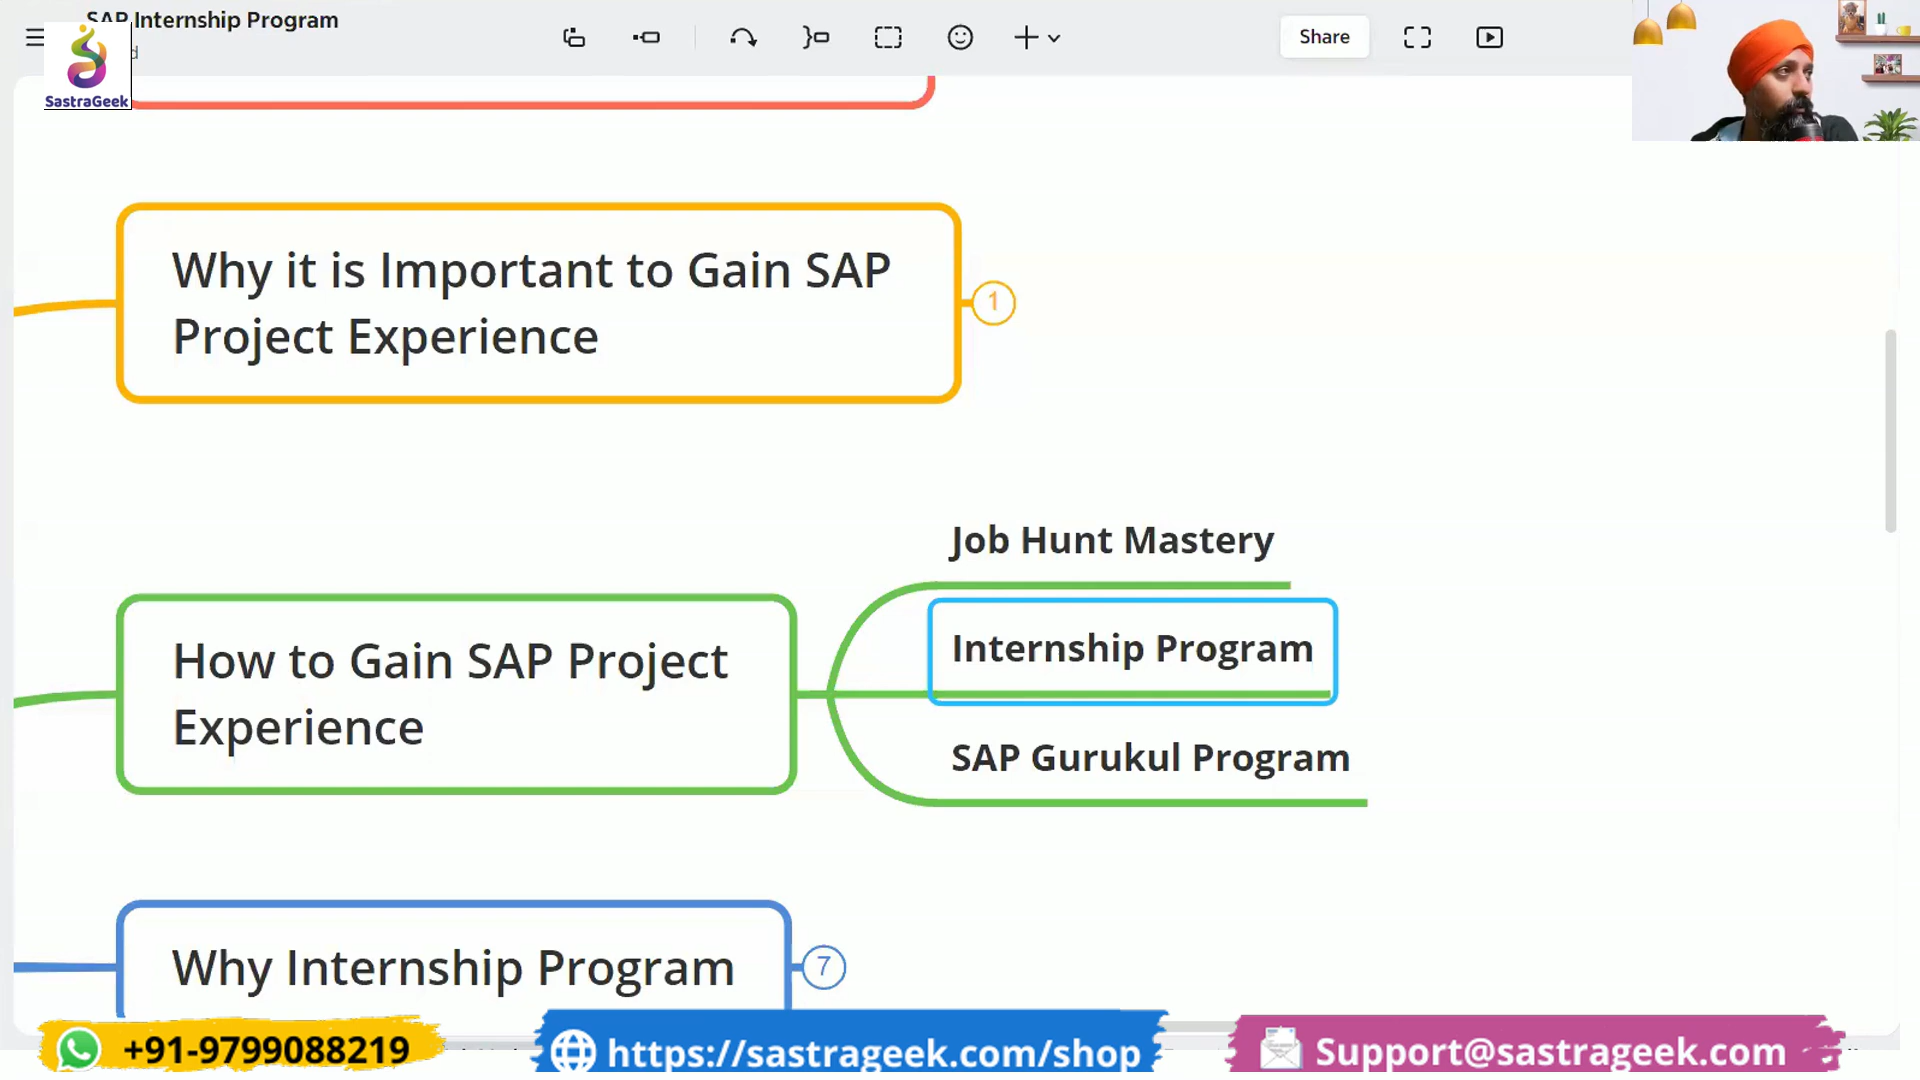 SAP Internship Program
d
SastraGeek
Share
Why it is Important to Gain SAP
Project Experience
1
Job Hunt Mastery
Internship Program
How to Gain SAP Project
Experience
SAP Gurukul Program
Why Internship Program
7
+91-9799088219
https://sastrageek.com/shop
Support@sastrageek.com